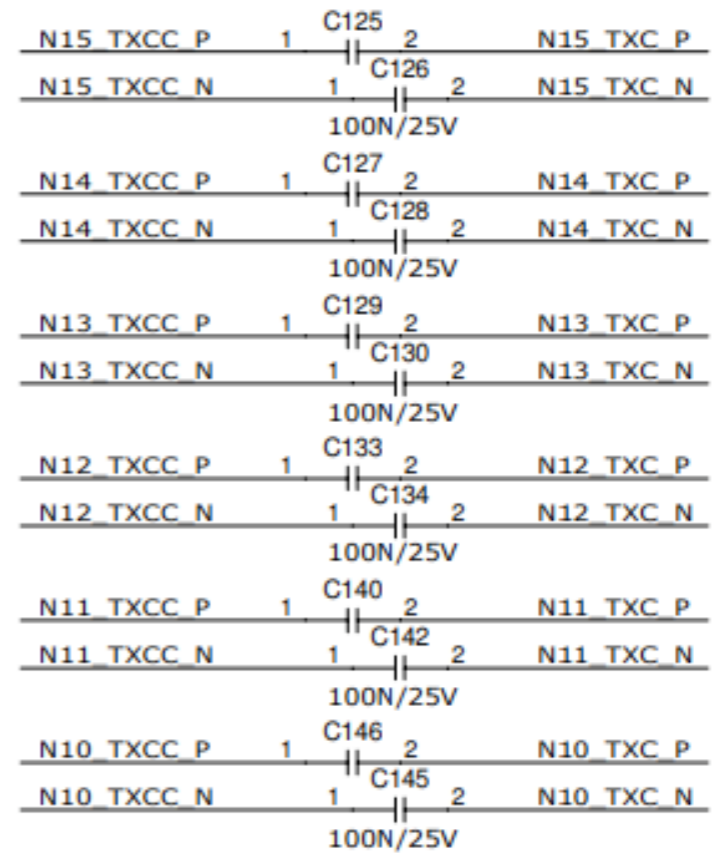 C125
N15_TXCC_P 1 2 N15_TXC_P
C126
N15_TXCC_N 1 2 N15_TXC_N
100N/25V
C127
N14_TXCC_P 1 2 N14_TXC_P
C128
N14_TXCC_N 1 2 N14_TXC_N
100N/25V
C129
N13_TXCC_P 1 2 N13_TXC_P
C130
N13_TXCC_N 1 2 N13_TXC_N
100N/25V
C133
N12_TXCC_P 1 2 N12_TXC_P
C134
N12_TXCC_N 1 2 N12_TXC_N
100N/25V
C140
N11_TXCC_P 1 2 N11_TXC_P
C142
N11_TXCC_N 1 2 N11_TXC_N
100N/25V
C146
N10_TXCC_P 1 2 N10_TXC_P
C145
N10_TXCC_N 1 2 N10_TXC_N
100N/25V